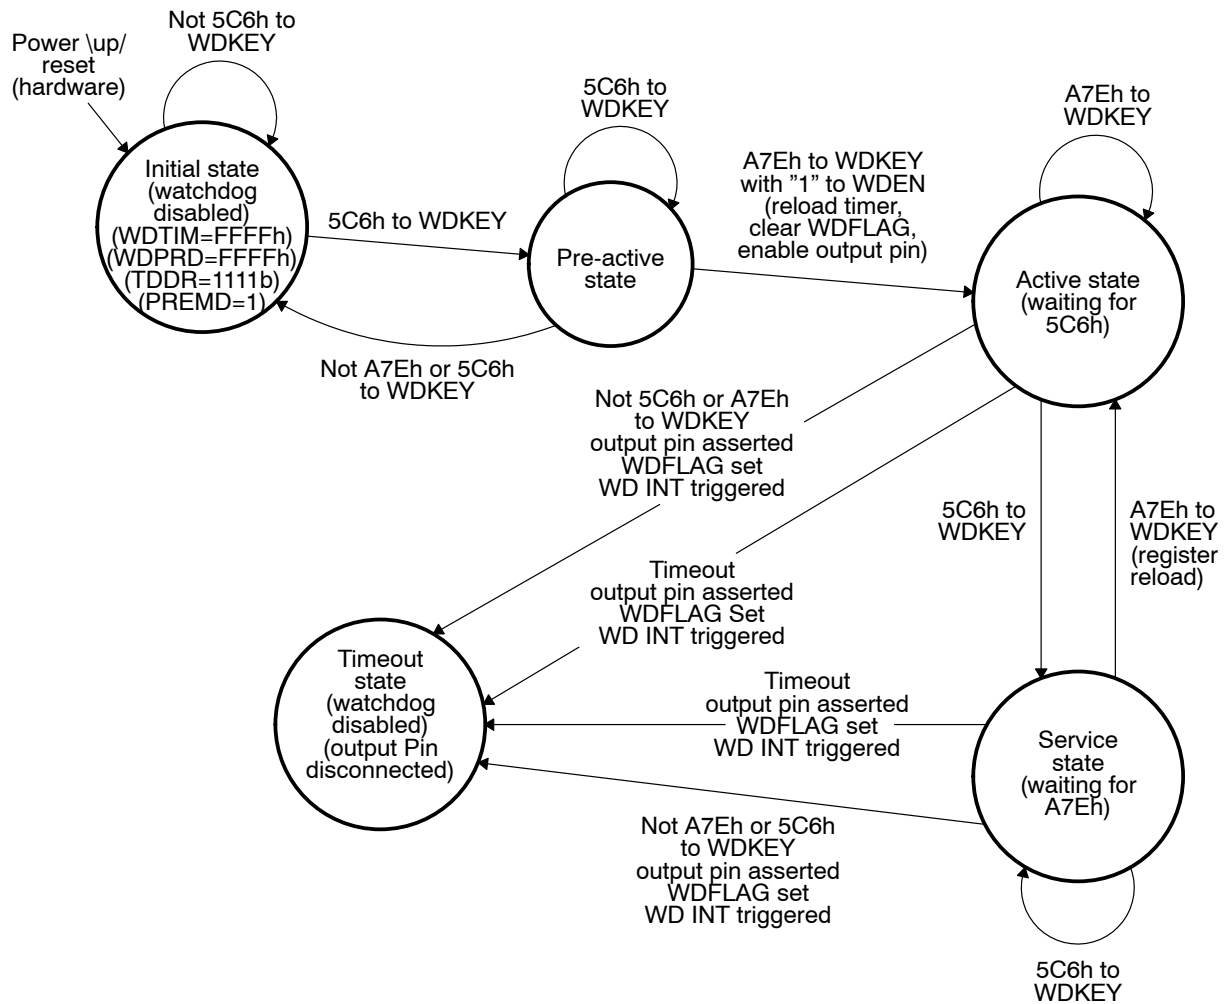 Not 5C6h to
WDKEY
Power \up/
reset
(hardware)
Initial state
(watchdog
disabled)
(WDTIM=FFFFh)
(WDPRD=FFFFh)
(TDDR=1111b)
(PREMD=1)
5C6h to WDKEY
5C6h to
WDKEY
Pre-active
state
Not A7Eh or 5C6h
to WDKEY
A7Eh to WDKEY
with ”1” to WDEN
(reload timer,
clear WDFLAG,
enable output pin)
A7Eh to
WDKEY
Active state
(waiting for
5C6h)
Not 5C6h or A7Eh
to WDKEY
output pin asserted
WDFLAG set
WD INT triggered
Timeout
output pin asserted
WDFLAG Set
WD INT triggered
5C6h to
WDKEY
A7Eh to
WDKEY
(register
reload)
Timeout
state
(watchdog
disabled)
(output Pin
disconnected)
Timeout
output pin asserted
WDFLAG set
WD INT triggered
Service
state
(waiting for
A7Eh)
Not A7Eh or 5C6h
to WDKEY
output pin asserted
WDFLAG set
WD INT triggered
5C6h to
WDKEY